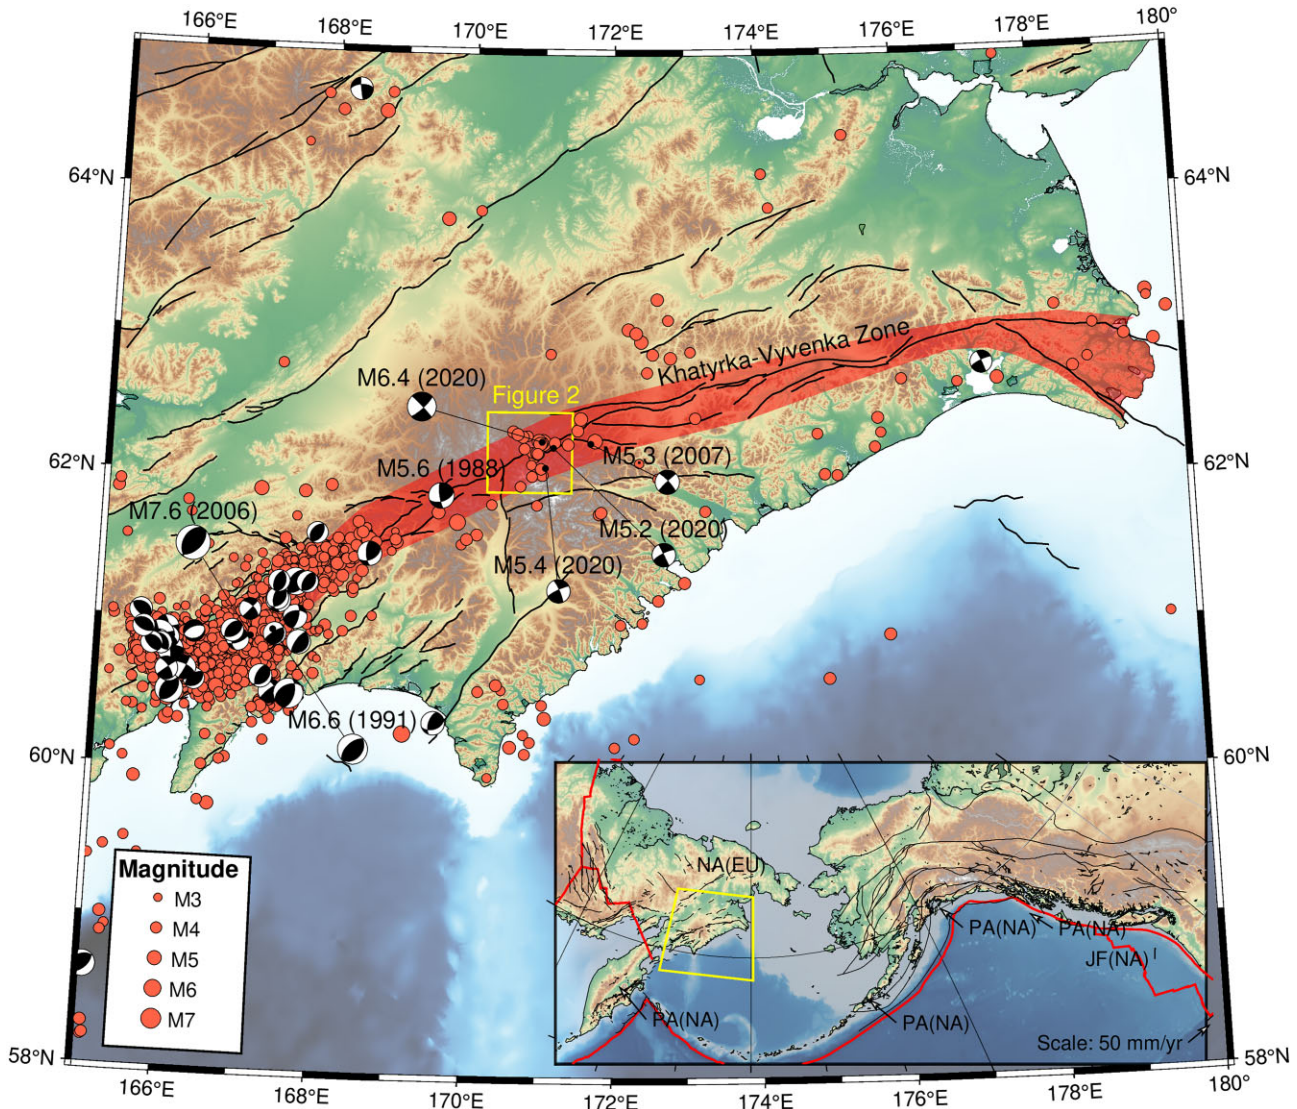 166°E
168°E
170°E
172°E
174°E
176°E
178°E
180°
64°N
64°N
Khatyrka-Vyvenka Zone
M6.4 (2020)
Figure 2
62°N
62°N
M5.6 (1988)
M5.3 (2007)
M7.6 (2006)
M5.2 (2020)
M5.4 (2020)
M6.6 (1991)
60°N
60°N
Magnitude
M3
M4
M5
M6
M7
NA(EU)
PA(NA)
PA(NA)
JF(NA)
PA(NA)
PA(NA)
Scale: 50 mm/yr
58°N
58°N
166°E
168°E
170°E
172°E
174°E
176°E
178°E
180°